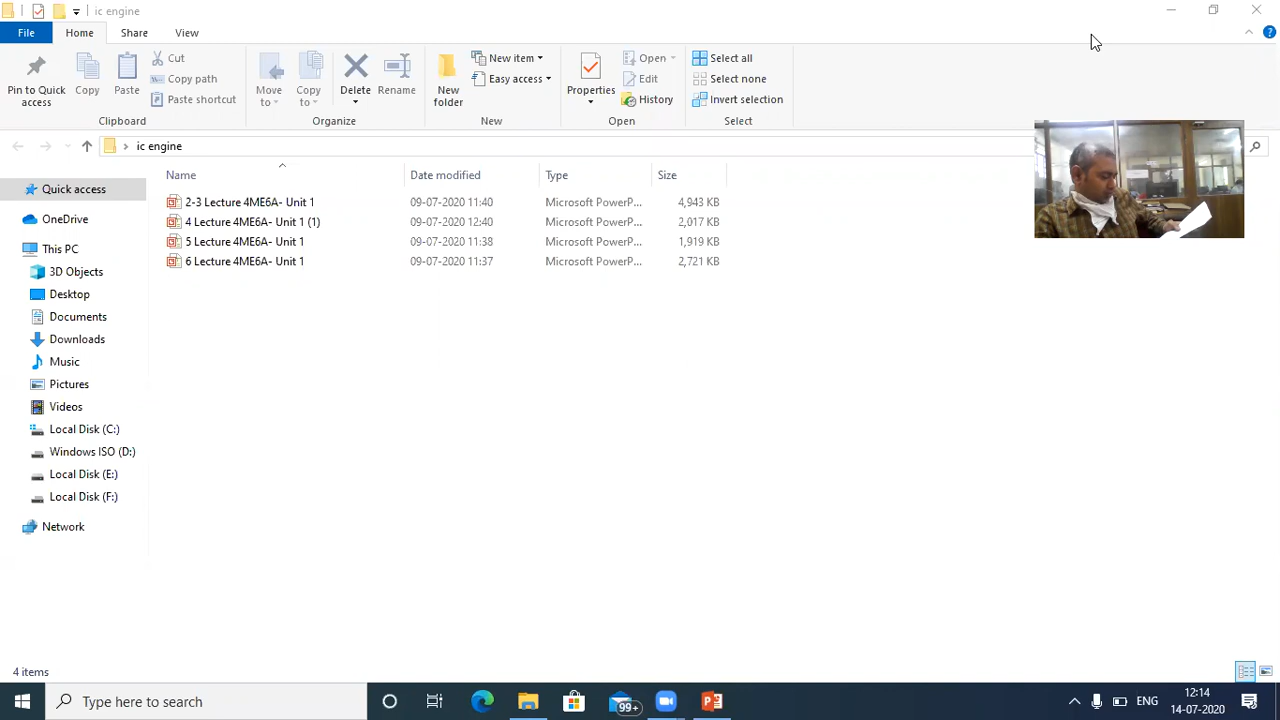 ic engine
File Home Share View
Pin to Quick access
Copy
Paste
Cut
Copy path
Paste shortcut
Clipboard
Move to
Copy to
Delete
Rename
Organize
New folder
New item
Easy access
New
Properties
Open
Edit
History
Open
Select all
Select none
Invert selection
Select
ic engine
Name Date modified Type Size
2-3 Lecture 4ME6A- Unit 1 09-07-2020 11:40 Microsoft PowerP... 4,943 KB
4 Lecture 4ME6A- Unit 1 (1) 09-07-2020 12:40 Microsoft PowerP... 2,017 KB
5 Lecture 4ME6A- Unit 1 09-07-2020 11:38 Microsoft PowerP... 1,919 KB
6 Lecture 4ME6A- Unit 1 09-07-2020 11:37 Microsoft PowerP... 2,721 KB
Quick access
OneDrive
This PC
3D Objects
Desktop
Documents
Downloads
Music
Pictures
Videos
Local Disk (C:)
Windows ISO (D:)
Local Disk (E:)
Local Disk (F:)
Network
4 items
Type here to search
99+
ENG
12:14
14-07-2020